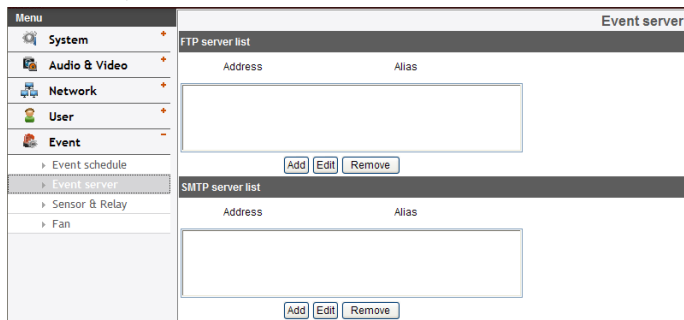 Menu
System
Audio & Video
Network
User
Event
Event schedule
Event server
Sensor & Relay
Fan
Event server
FTP server list
Address Alias
Add Edit Remove
SMTP server list
Address Alias
Add Edit Remove